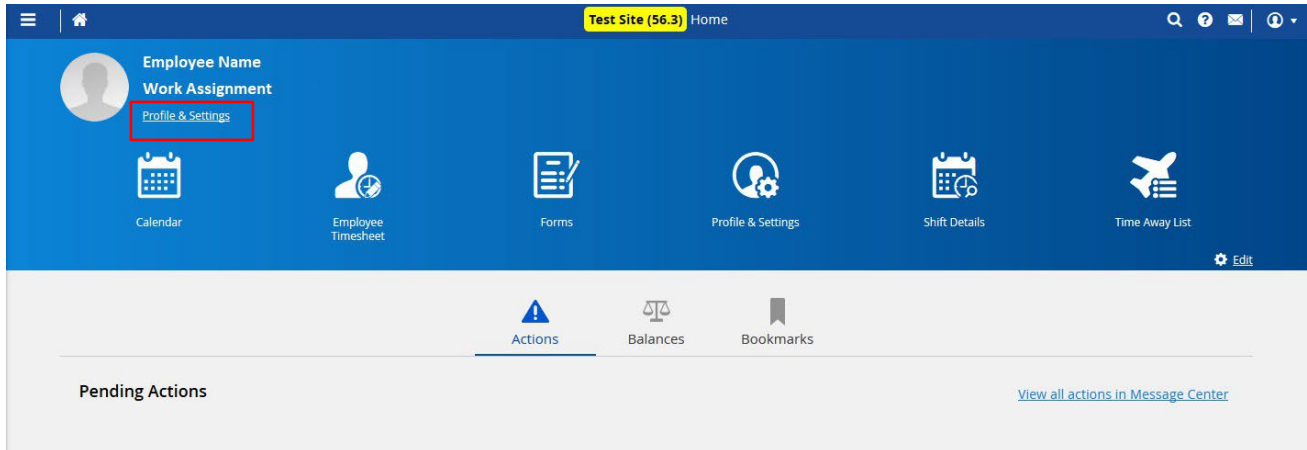 Test Site (56.3) Home
Employee Name
Work Assignment
Profile & Settings
Calendar
Employee
Timesheet
Forms
Profile & Settings
Shift Details
Time Away List
Edit
Actions
Balances
Bookmarks
Pending Actions
View all actions in Message Center